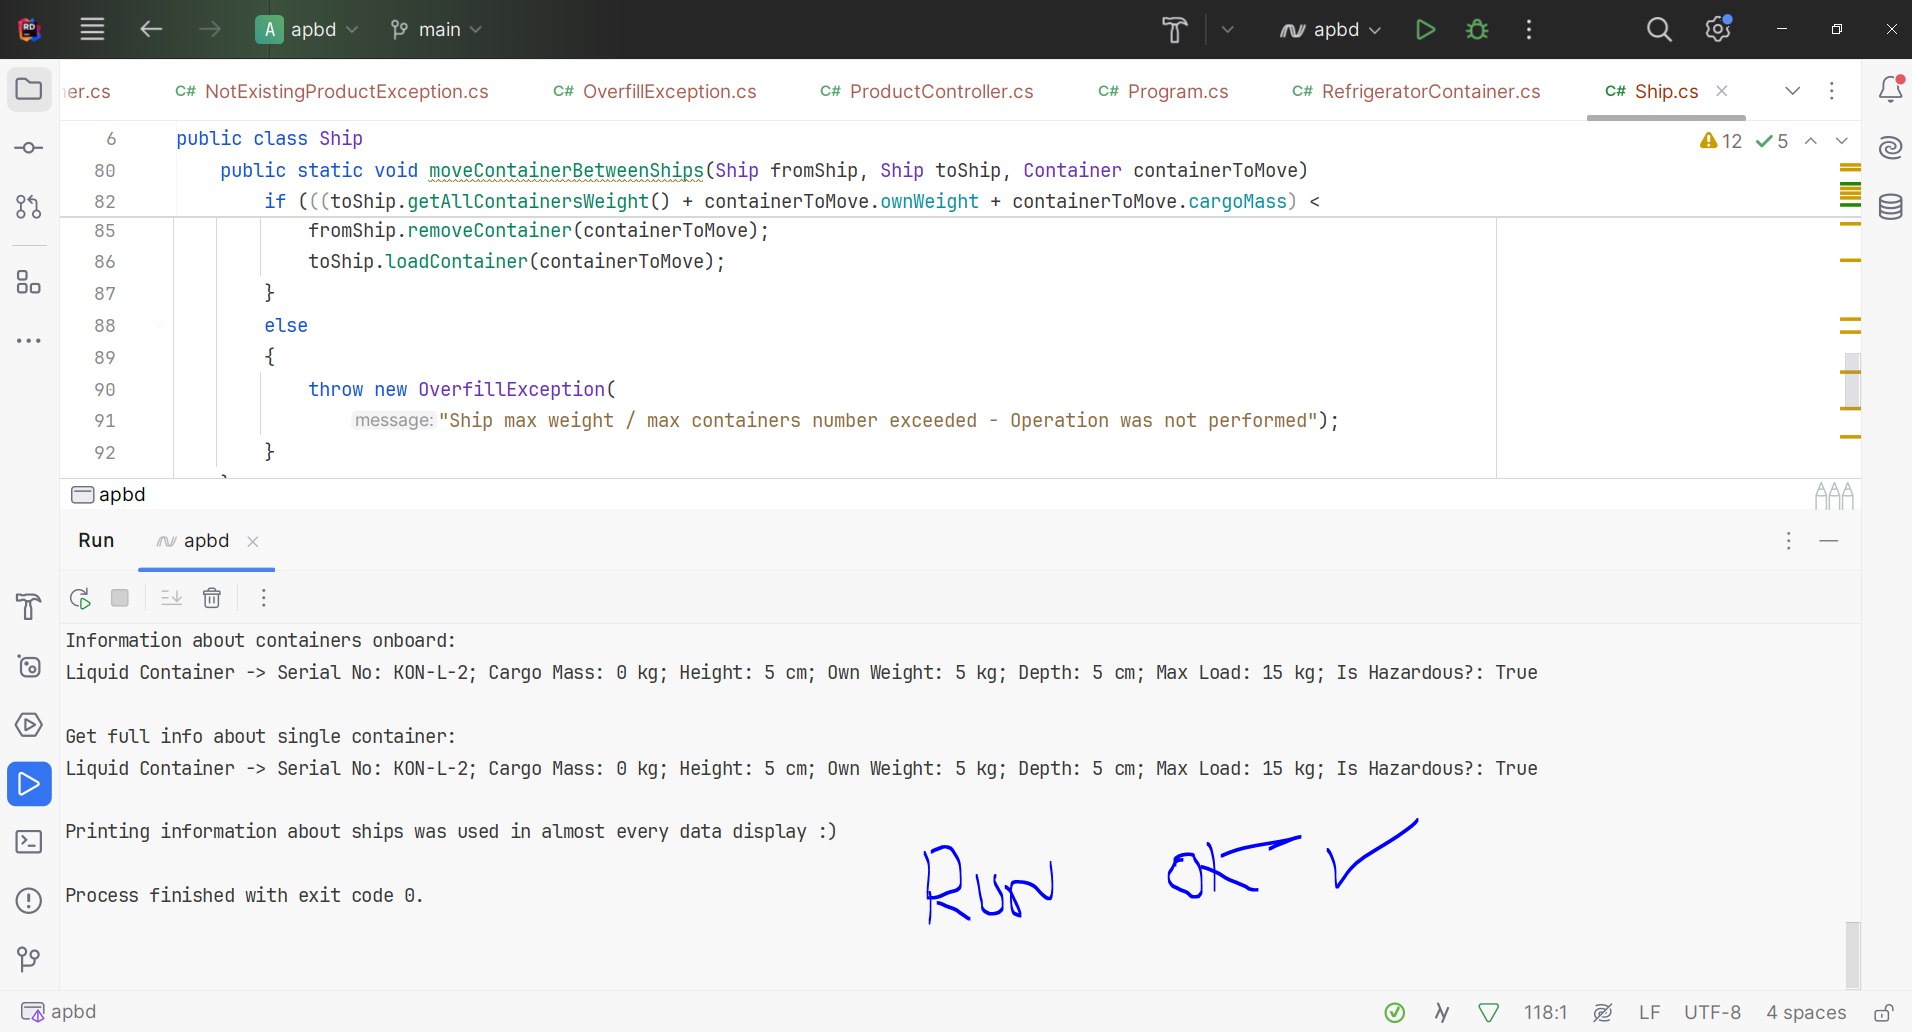 A apbd main apbd
er.cs C# NotExistingProductException.cs C# OverfillException.cs C# ProductController.cs C# Program.cs C# RefrigeratorContainer.cs C# Ship.cs
6 public class Ship 12 5
80 public static void moveContainerBetweenShips(Ship fromShip, Ship toShip, Container containerToMove)
82 if (((toShip.getAllContainersWeight() + containerToMove.ownWeight + containerToMove.cargoMass) <
85 fromShip.removeContainer(containerToMove);
86 toShip.loadContainer(containerToMove);
87 }
88 else
89 {
90 throw new OverfillException(
91 message: "Ship max weight / max containers number exceeded - Operation was not performed");
92 }
apbd
Run apbd
Information about containers onboard:
Liquid Container -> Serial No: KON-L-2; Cargo Mass: 0 kg; Height: 5 cm; Own Weight: 5 kg; Depth: 5 cm; Max Load: 15 kg; Is Hazardous?: True
Get full info about single container:
Liquid Container -> Serial No: KON-L-2; Cargo Mass: 0 kg; Height: 5 cm; Own Weight: 5 kg; Depth: 5 cm; Max Load: 15 kg; Is Hazardous?: True
Printing information about ships was used in almost every data display :)
Run OK ✓
Process finished with exit code 0.
apbd 118:1 LF UTF-8 4 spaces